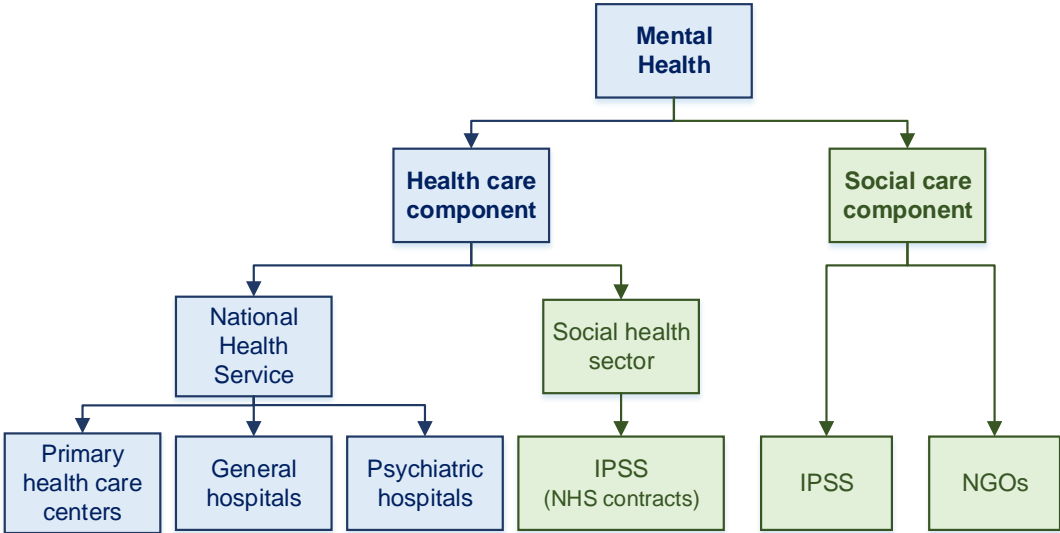 Mental
Health
Health care
component
Social care
component
National
Health
Service
Social health
sector
Primary
health care
centers
General
hospitals
Psychiatric
hospitals
IPSS
(NHS contracts)
IPSS
NGOs